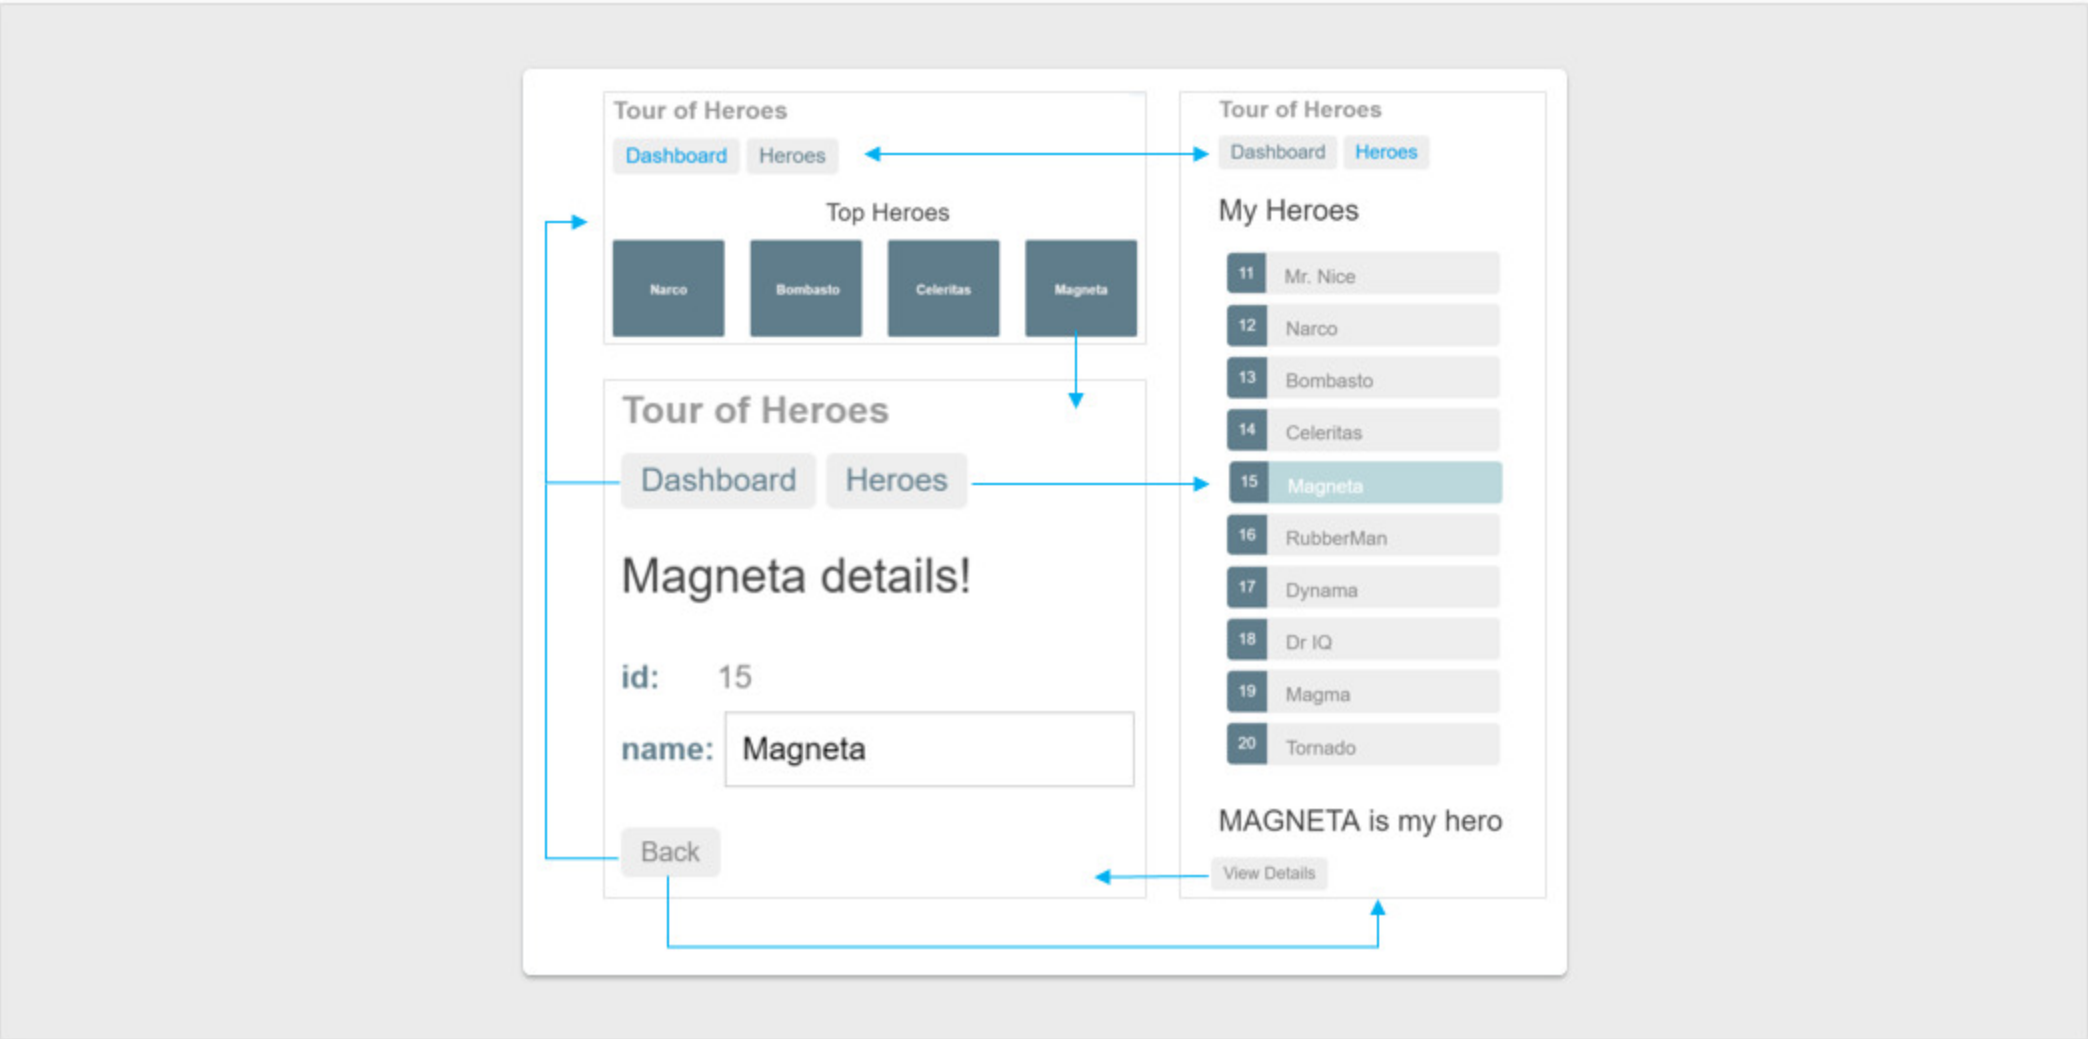 Tour of Heroes
Dashboard Heroes
Top Heroes
Narco Bombasto Celeritas Magneta
Tour of Heroes
Dashboard Heroes
Magneta details!
id: 15
name: Magneta
Back
Tour of Heroes
Dashboard Heroes
My Heroes
11 Mr. Nice
12 Narco
13 Bombasto
14 Celeritas
15 Magneta
16 RubberMan
17 Dynama
18 Dr IQ
19 Magma
20 Tornado
MAGNETA is my hero
View Details